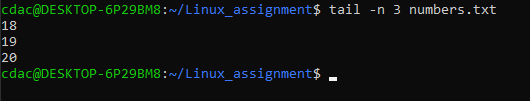 cdac@DESKTOP-6P29BM8:~/Linux_assignment$ tail -n 3 numbers.txt
18
19
20
cdac@DESKTOP-6P29BM8:~/Linux_assignment$